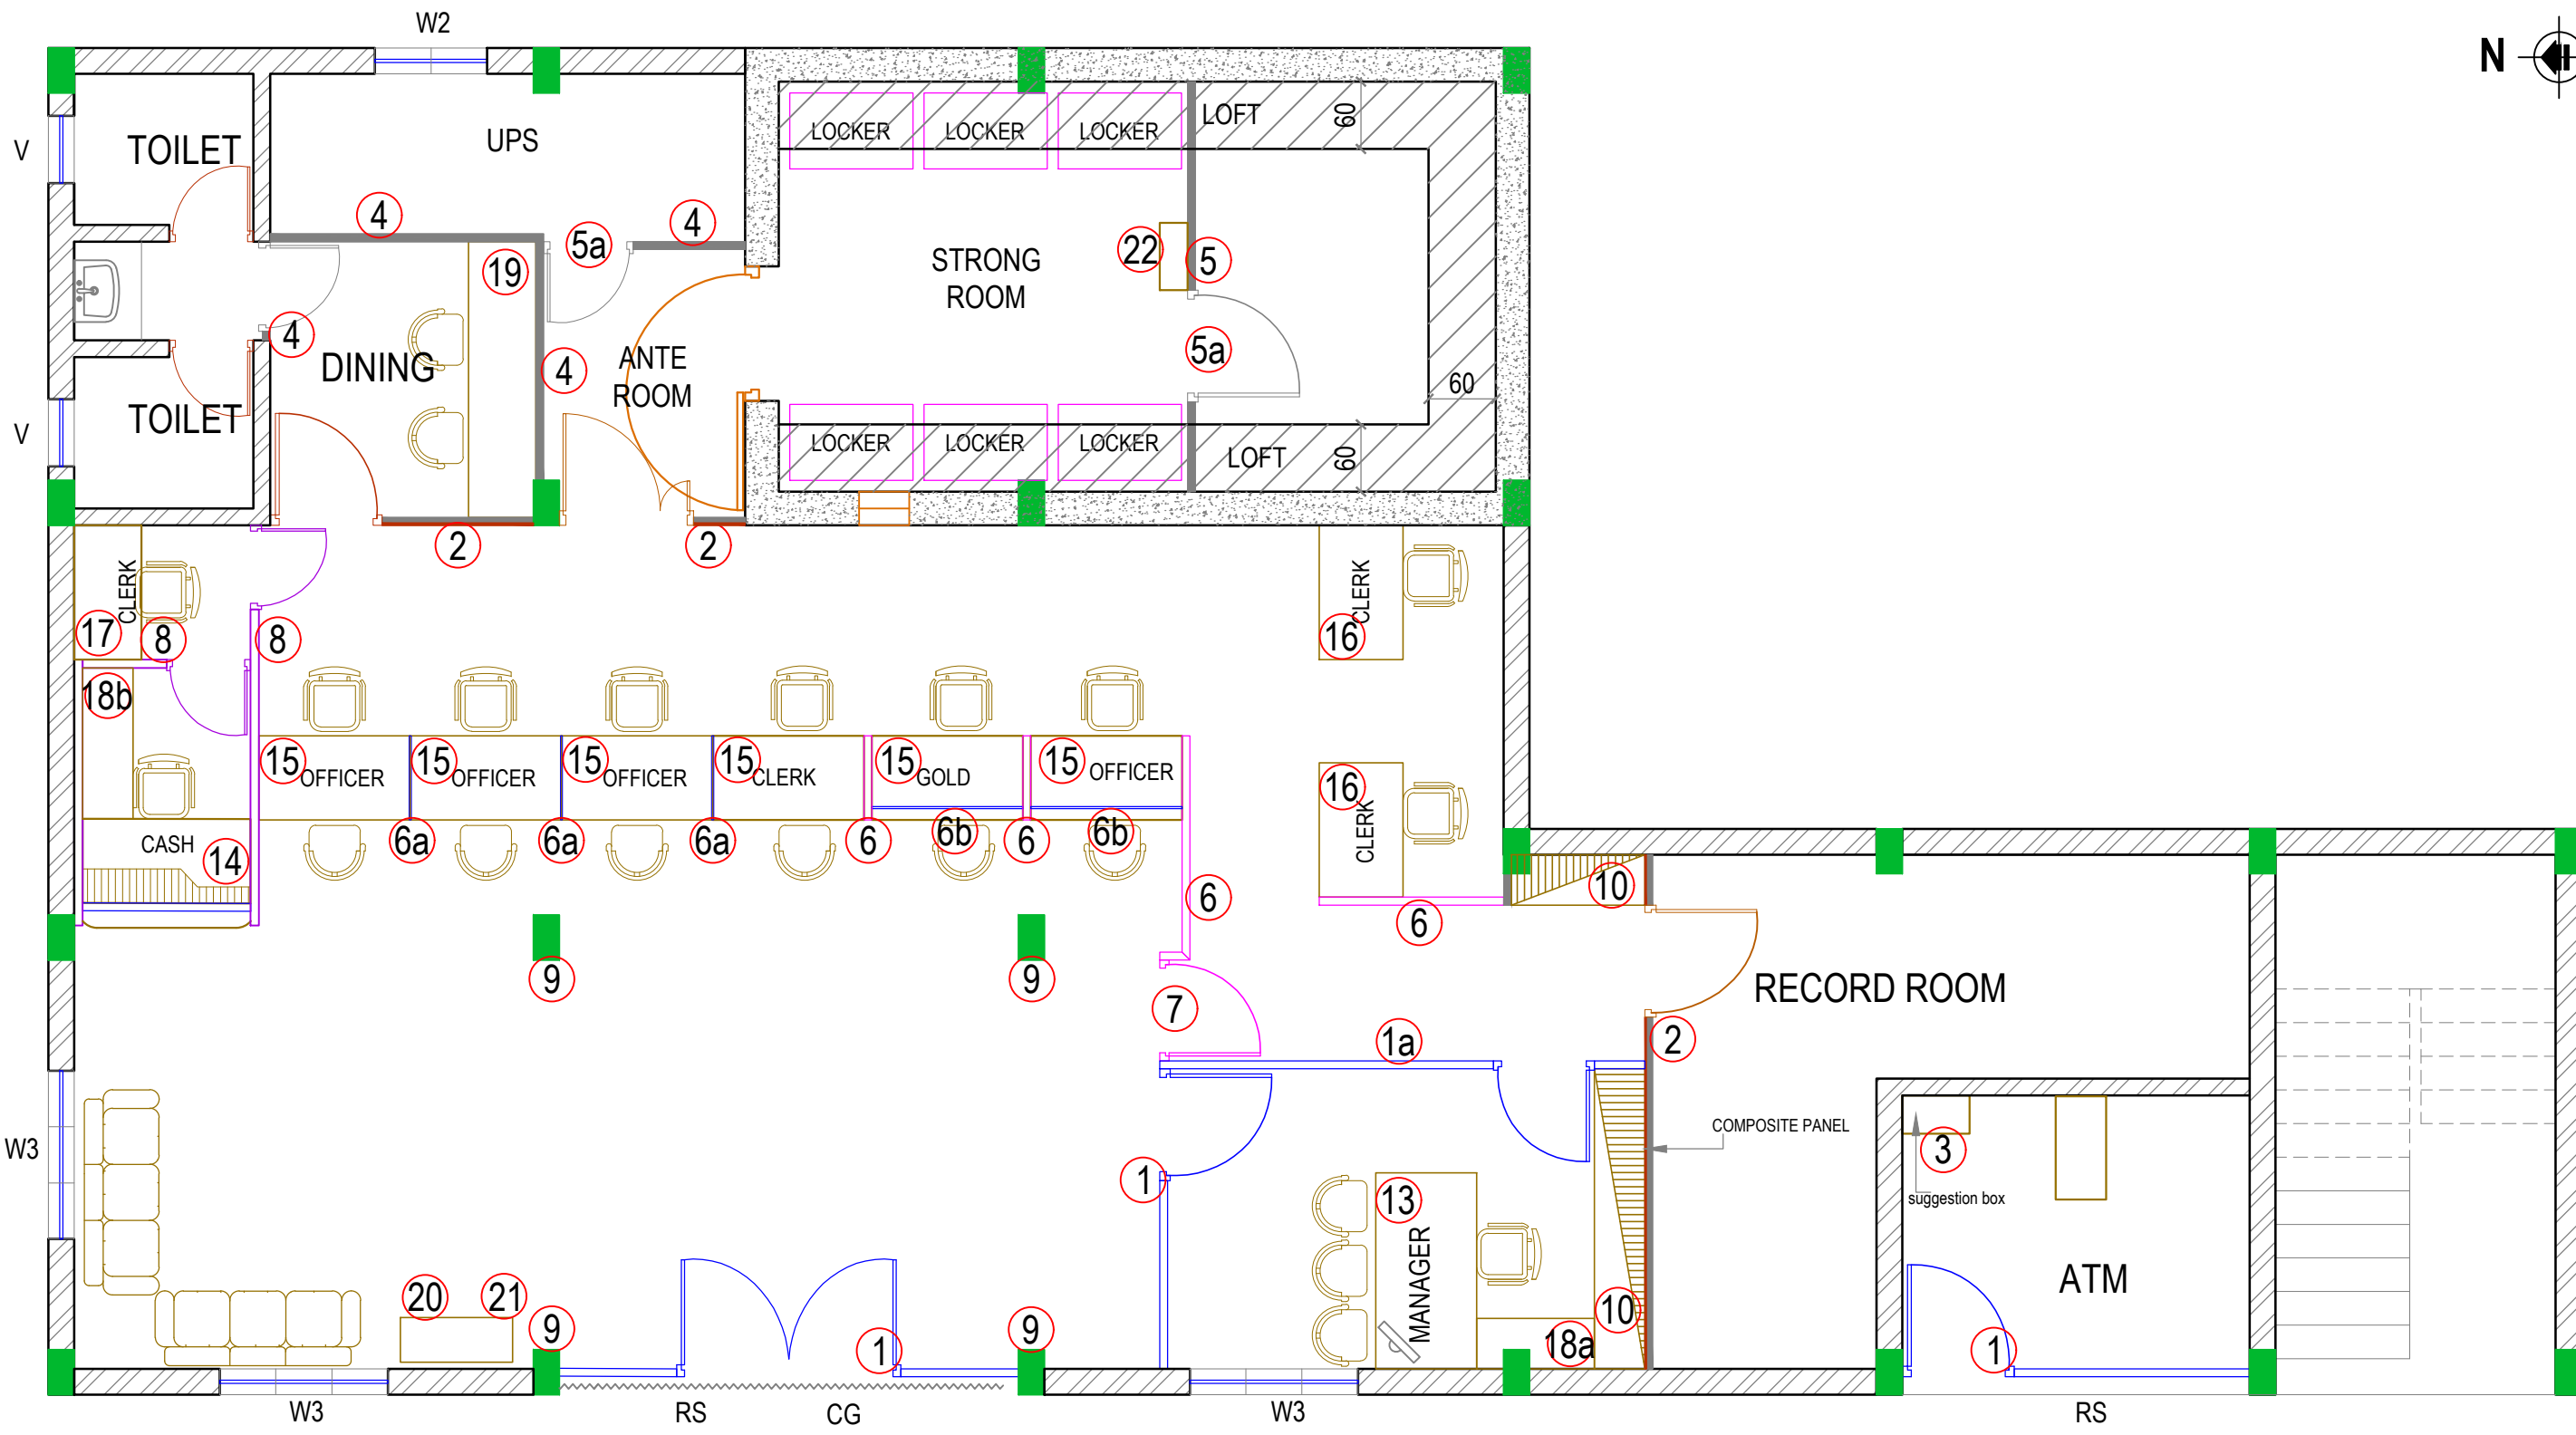 W2
N
V
TOILET
UPS
LOCKER
LOCKER
LOCKER
LOFT
60
4
4
5a
19
22
5
STRONG
ROOM
4
DINING
4
ANTE
ROOM
5a
60
V
TOILET
LOCKER
LOCKER
LOCKER
LOFT
60
2
2
CLERK
17
8
8
CLERK
16
18b
15
OFFICER
15
OFFICER
15
OFFICER
15
CLERK
15
GOLD
15
OFFICER
16
CLERK
CASH
14
6a
6a
6a
6
6b
6
6b
6
6
10
9
9
7
RECORD ROOM
1a
2
COMPOSITE PANEL
W3
1
3
suggestion box
13
MANAGER
20
21
9
1
9
18a
10
ATM
1
W3
RS
CG
W3
RS